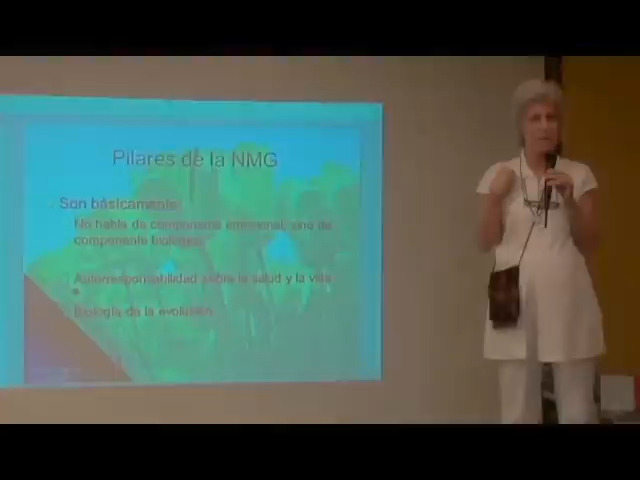 Pilares de la NMG
Son básicamente:
No habla de componente emocional, sino de
componente biológico
Autorresponsabilidad sobre la salud y la vida
Biología de la evolución